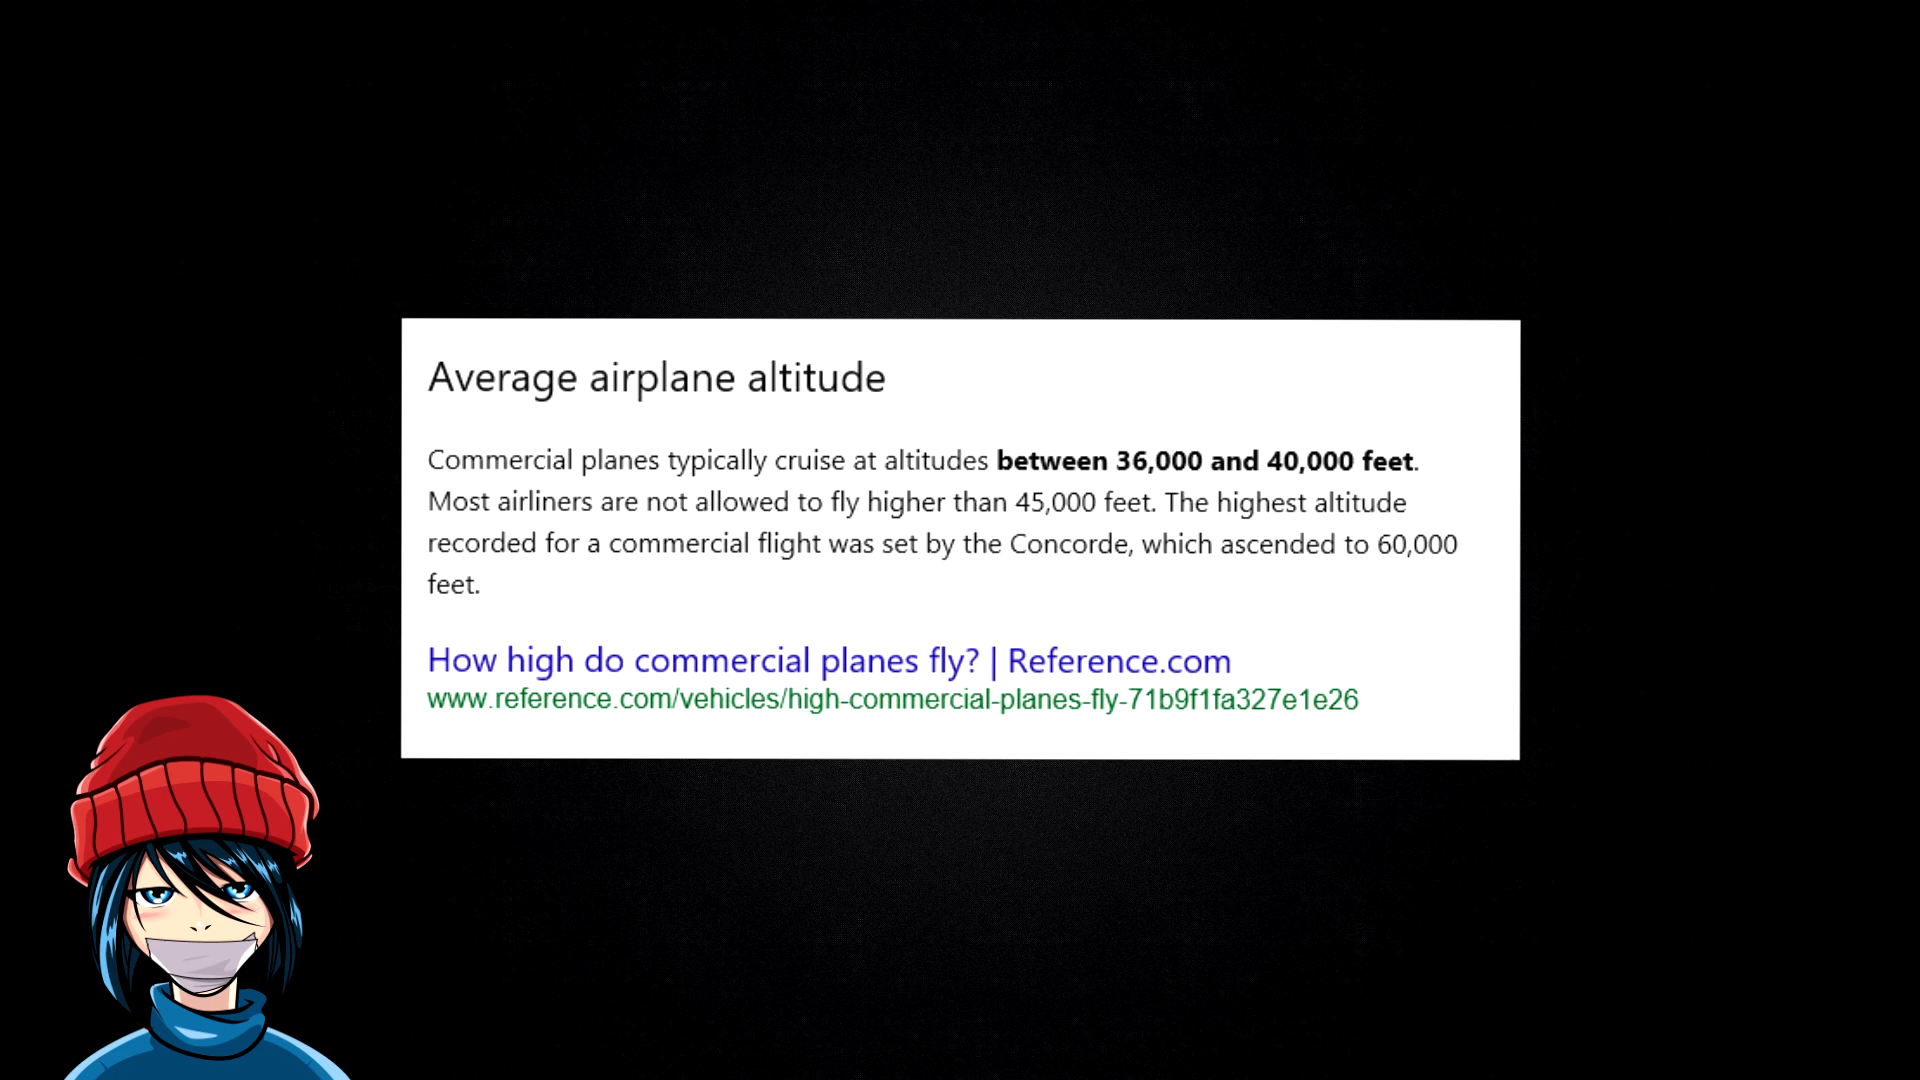 Average airplane altitude
Commercial planes typically cruise at altitudes between 36,000 and 40,000 feet.
Most airliners are not allowed to fly higher than 45,000 feet. The highest altitude
recorded for a commercial flight was set by the Concorde, which ascended to 60,000
feet.
How high do commercial planes fly? | Reference.com
www.reference.com/vehicles/high-commercial-planes-fly-71b9f1fa327e1e26